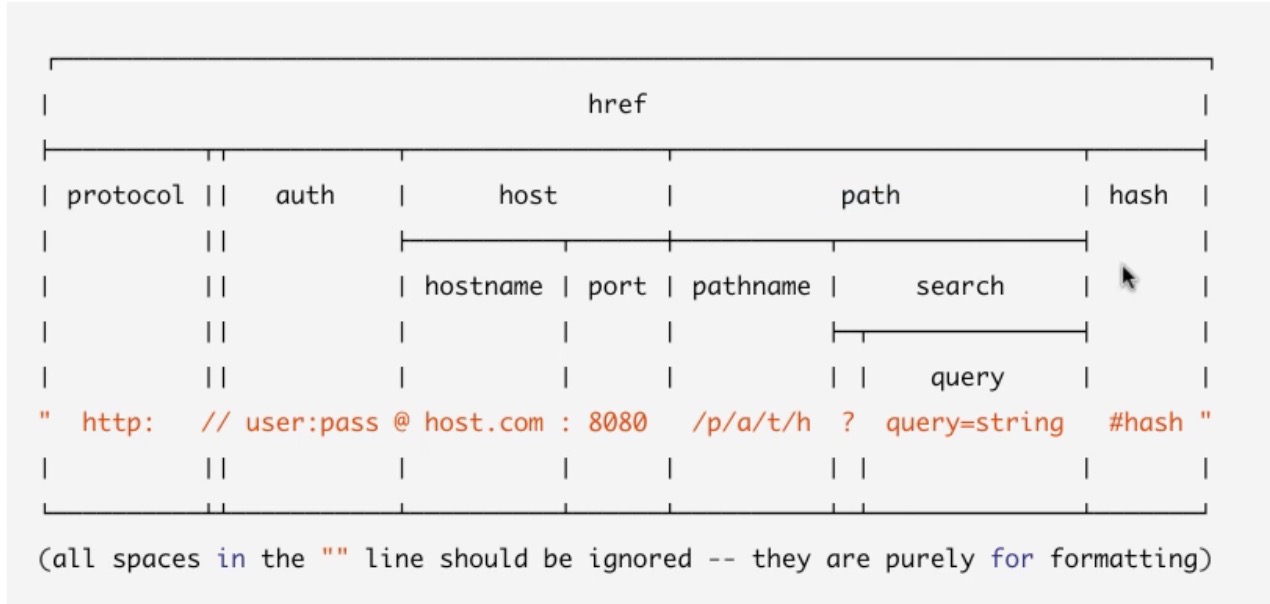 href
protocol auth host path hash
hostname port pathname search
query
" http: // user:pass @ host.com : 8080 /p/a/t/h ? query=string #hash "
(all spaces in the "" line should be ignored -- they are purely for formatting)